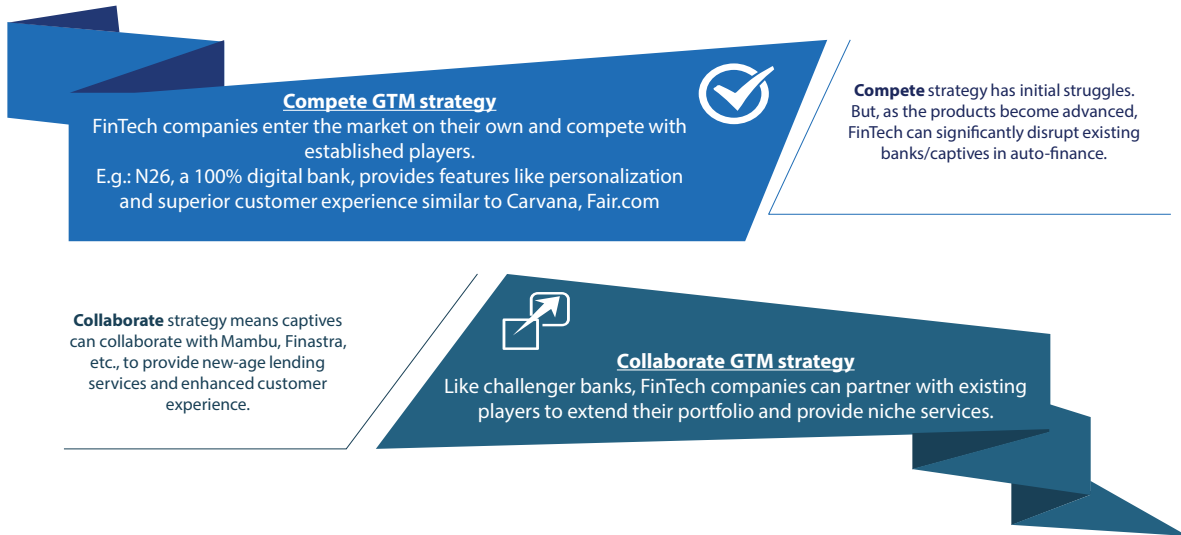 Compete GTM strategy
FinTech companies enter the market on their own and compete with
established players.
E.g.: N26, a 100% digital bank, provides features like personalization
and superior customer experience similar to Carvana, Fair.com
Compete strategy has initial struggles.
But, as the products become advanced,
FinTech can significantly disrupt existing
banks/captives in auto-finance.
Collaborate strategy means captives
can collaborate with Mambu, Finastra,
etc., to provide new-age lending
services and enhanced customer
experience.
Collaborate GTM strategy
Like challenger banks, FinTech companies can partner with existing
players to extend their portfolio and provide niche services.